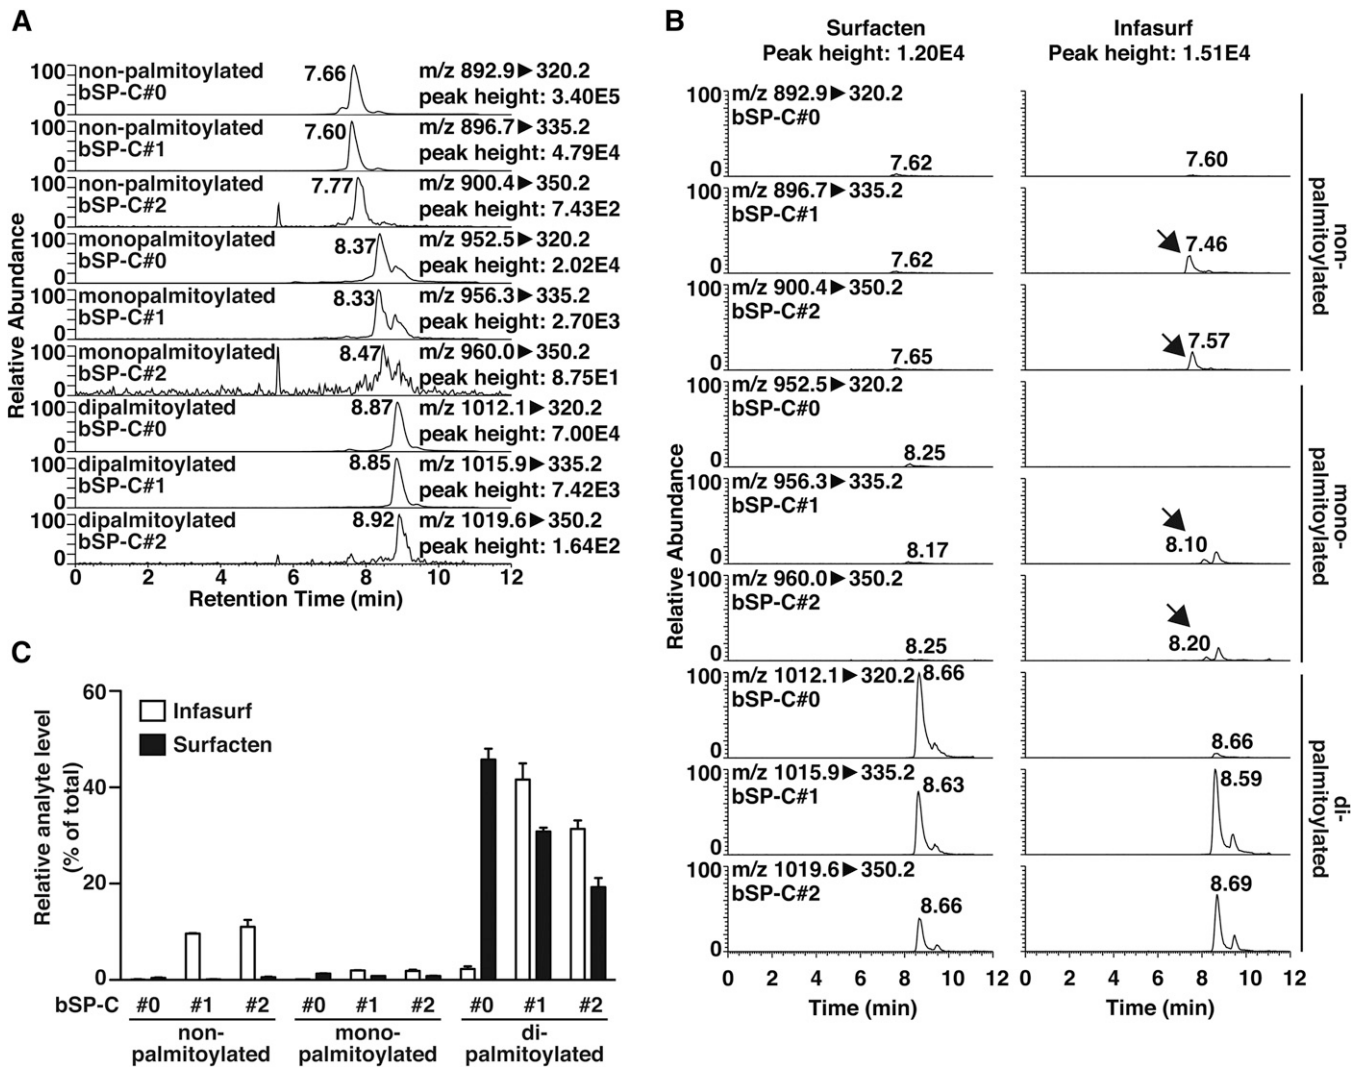 A
non-palmitoylated
bSP-C#0
7.66
m/z 892.9►320.2
peak height: 3.40E5
100
0
non-palmitoylated
bSP-C#1
7.60
m/z 896.7►335.2
peak height: 4.79E4
100
0
non-palmitoylated
bSP-C#2
7.77
m/z 900.4►350.2
peak height: 7.43E2
100
0
monopalmitoylated
bSP-C#0
8.37
m/z 952.5►320.2
peak height: 2.02E4
100
0
monopalmitoylated
bSP-C#1
8.33
m/z 956.3►335.2
peak height: 2.70E3
100
0
monopalmitoylated
bSP-C#2
8.47
m/z 960.0►350.2
peak height: 8.75E1
100
0
dipalmitoylated
bSP-C#0
8.87
m/z 1012.1►320.2
peak height: 7.00E4
100
0
dipalmitoylated
bSP-C#1
8.85
m/z 1015.9►335.2
peak height: 7.42E3
100
0
dipalmitoylated
bSP-C#2
8.92
m/z 1019.6►350.2
peak height: 1.64E2
100
0
Relative Abundance
0 2 4 6 8 10 12
Retention Time (min)
B
Surfacten
Peak height: 1.20E4
Infasurf
Peak height: 1.51E4
100
0
m/z 892.9►320.2
bSP-C#0
7.62
7.60
100
0
m/z 896.7►335.2
bSP-C#1
7.62
7.46
100
0
m/z 900.4►350.2
bSP-C#2
7.65
7.57
non-
palmitoylated
100
0
m/z 952.5►320.2
bSP-C#0
8.25
100
0
m/z 956.3►335.2
bSP-C#1
8.17
8.10
100
0
m/z 960.0►350.2
bSP-C#2
8.25
8.20
mono-
palmitoylated
100
0
m/z 1012.1►320.2
bSP-C#0
8.66
8.66
100
0
m/z 1015.9►335.2
bSP-C#1
8.63
8.59
100
0
m/z 1019.6►350.2
bSP-C#2
8.66
8.69
di-
palmitoylated
Relative Abundance
0 2 4 6 8 10 12
Time (min)
0 2 4 6 8 10 12
Time (min)
C
Relative analyte level
(% of total)
60
40
20
0
Infasurf
Surfacten
bSP-C #0 #1 #2 #0 #1 #2 #0 #1 #2
non-
palmitoylated
mono-
palmitoylated
di-
palmitoylated